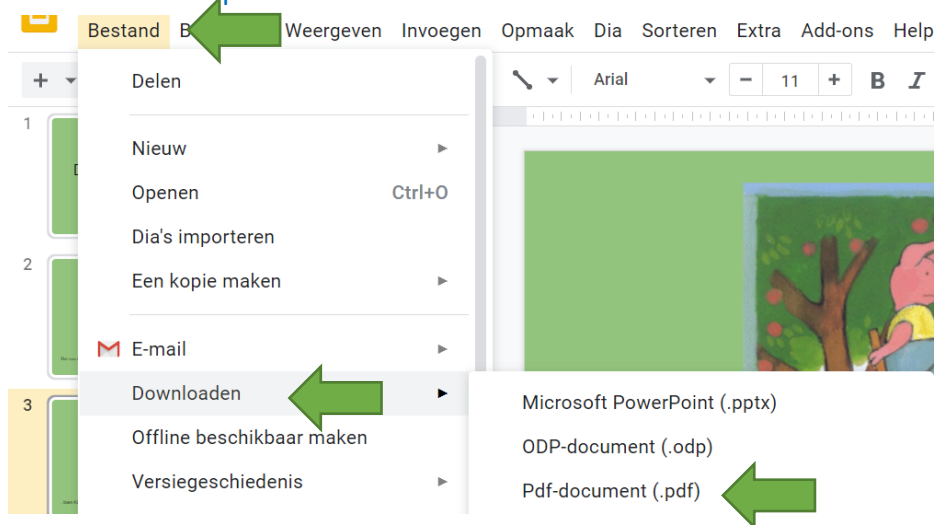 Bestand B Weergeven Invoegen Opmaak Dia Sorteren Extra Add-ons Help
+ Arial - 11 + B I
1
Delen
Nieuw
Openen Ctrl+O
Dia's importeren
2
Een kopie maken
E-mail
3
Downloaden
Microsoft PowerPoint (.pptx)
Offline beschikbaar maken
ODP-document (.odp)
Versiegeschiedenis
Pdf-document (.pdf)